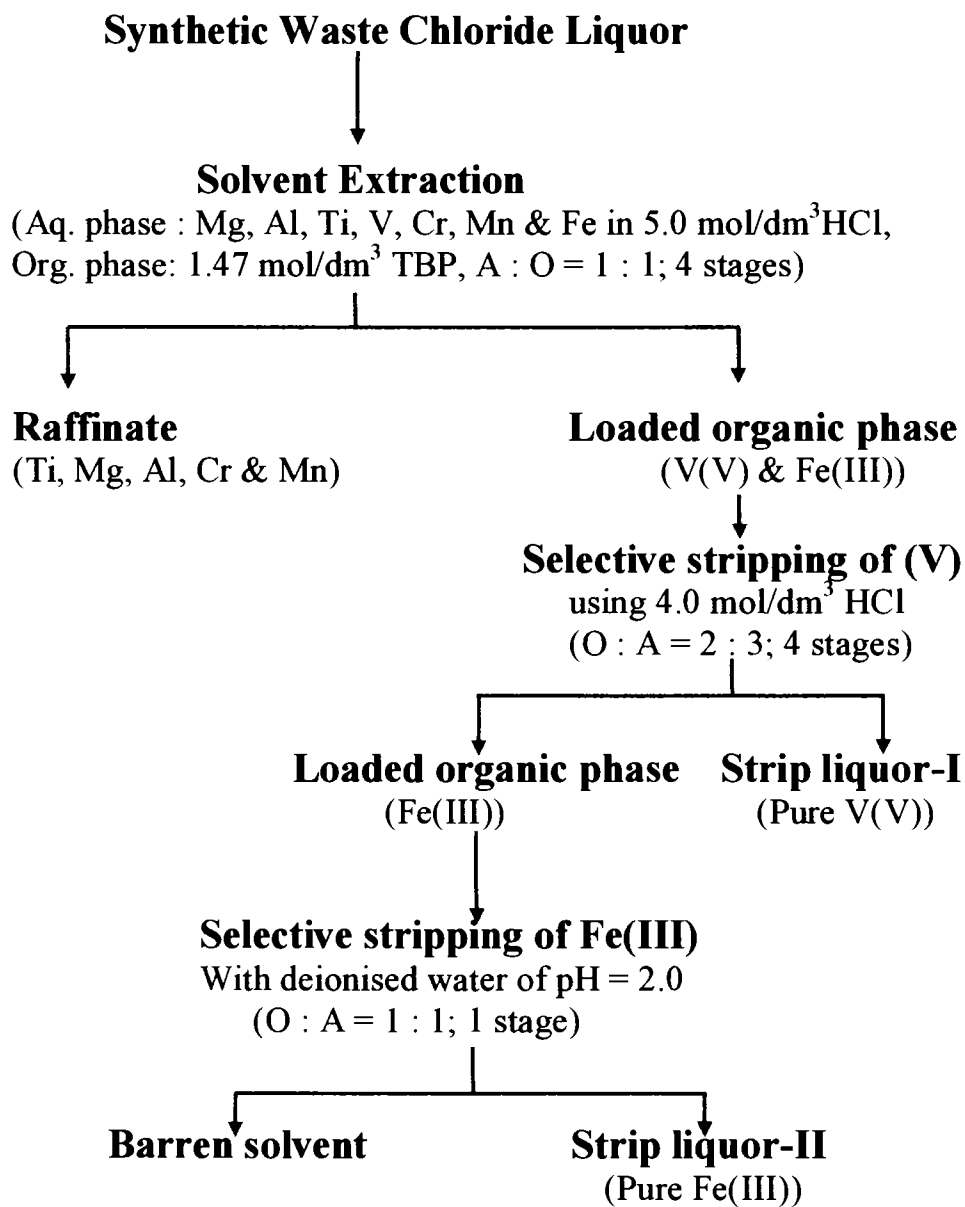 Synthetic Waste Chloride Liquor
Solvent Extraction
(Aq. phase : Mg, Al, Ti, V, Cr, Mn & Fe in 5.0 mol/dm³HCl,
Org. phase: 1.47 mol/dm³ TBP, A : O = 1 : 1; 4 stages)
Raffinate
(Ti, Mg, Al, Cr & Mn)
Loaded organic phase
(V(V) & Fe(III))
Selective stripping of (V)
using 4.0 mol/dm³ HCl
(O : A = 2 : 3; 4 stages)
Loaded organic phase
(Fe(III))
Strip liquor-I
(Pure V(V))
Selective stripping of Fe(III)
With deionised water of pH = 2.0
(O : A = 1 : 1; 1 stage)
Barren solvent
Strip liquor-II
(Pure Fe(III))